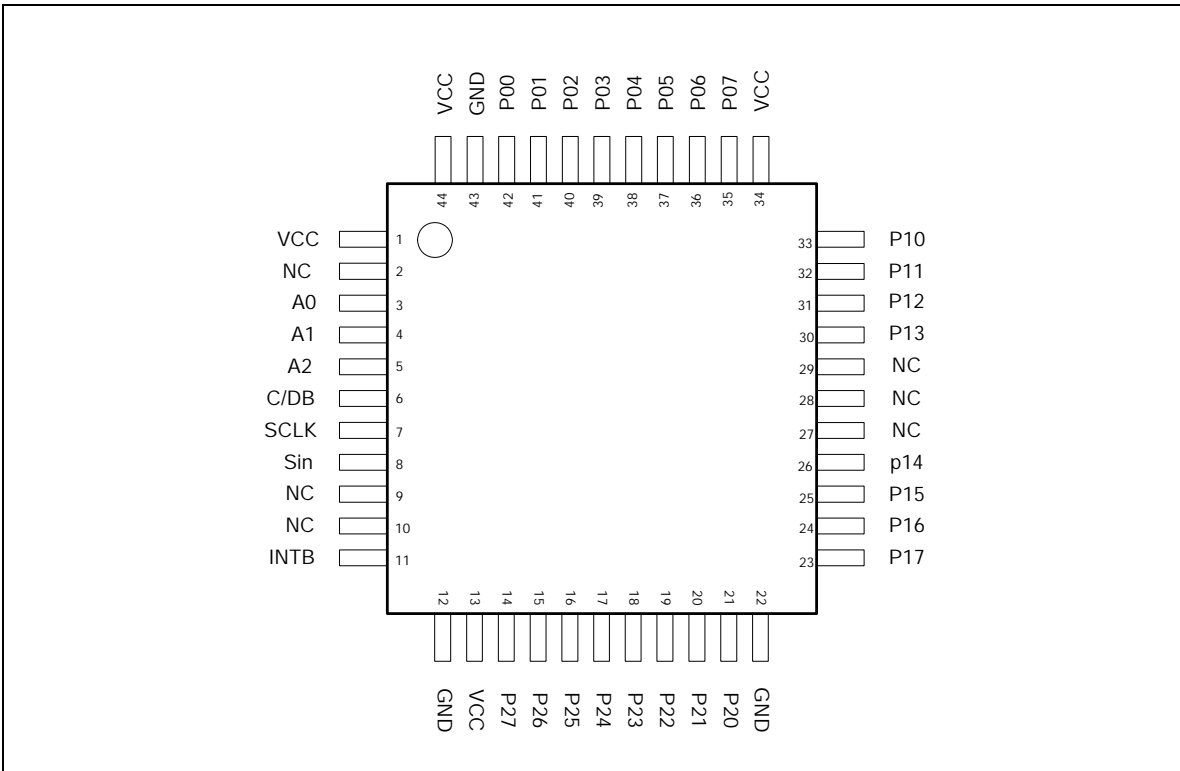 VCC GND P00 P01 P02 P03 P04 P05 P06 P07 VCC
44 43 42 41 40 39 38 37 36 35 34
VCC 1 33 P10
NC 2 32 P11
A0 3 31 P12
A1 4 30 P13
A2 5 29 NC
C/DB 6 28 NC
SCLK 7 27 NC
Sin 8 26 p14
NC 9 25 P15
NC 10 24 P16
INTB 11 23 P17
12 13 14 15 16 17 18 19 20 21 22
GND VCC P27 P26 P25 P24 P23 P22 P21 P20 GND